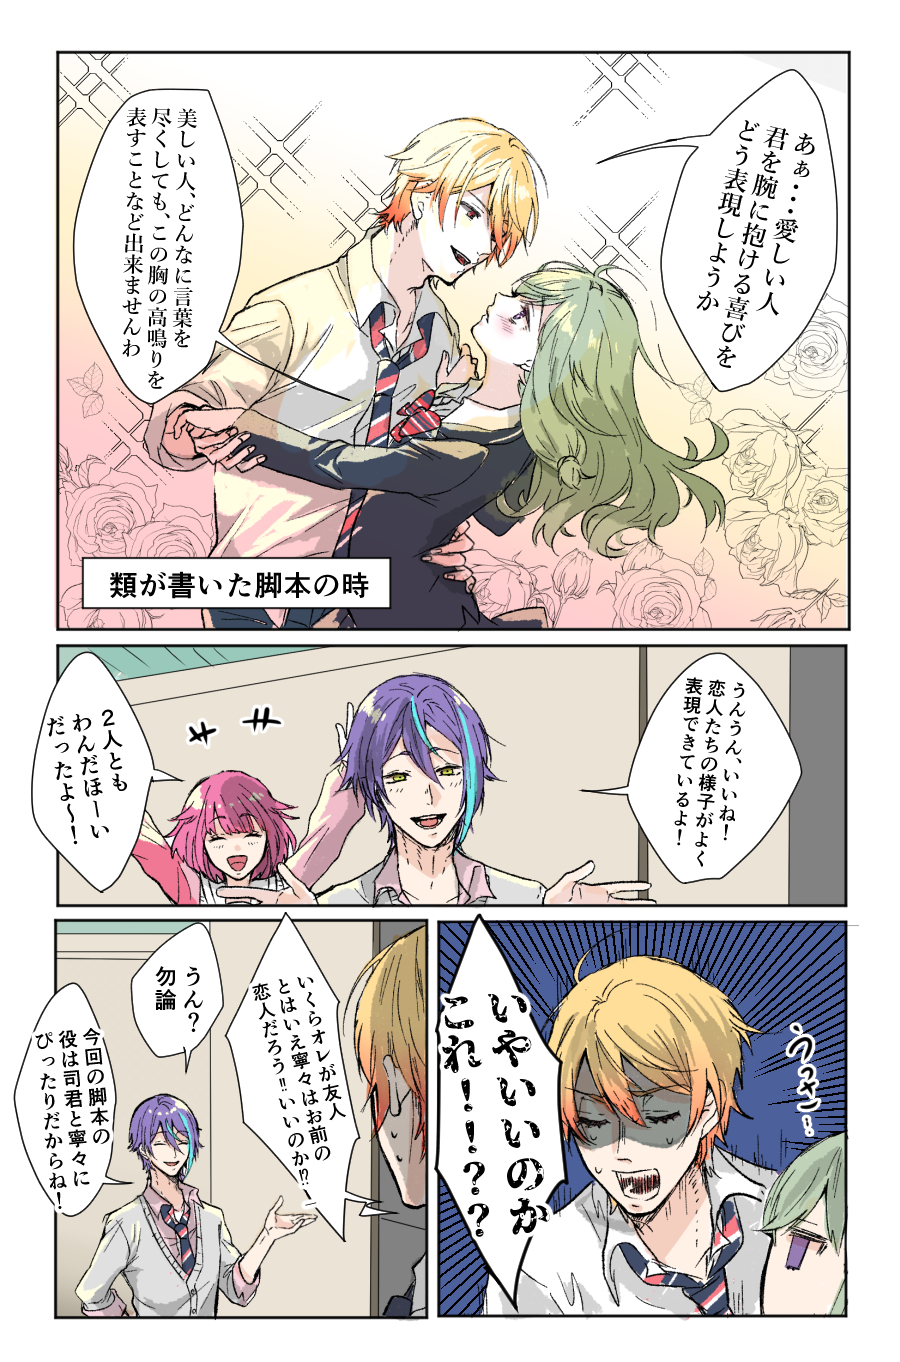 あぁ・・・愛しい人
君を腕に抱ける喜びを
どう表現しようか
美しい人、どんなに言葉を
尽くしても、この胸の高鳴りを
表すことなど出来ませんわ
類が書いた脚本の時
うんうん、いいね!
恋人たちの様子がよく
表現できているよ!
2人とも
わんだほーい
だったよ〜!
いやいいのか
これ!!??
うっさ…
いくらオレが友人
とはいえ寧々はお前の
恋人だろう!!いいのか!?
うん?
勿論
今回の脚本の
役は司君と寧々に
ぴったりだからね!